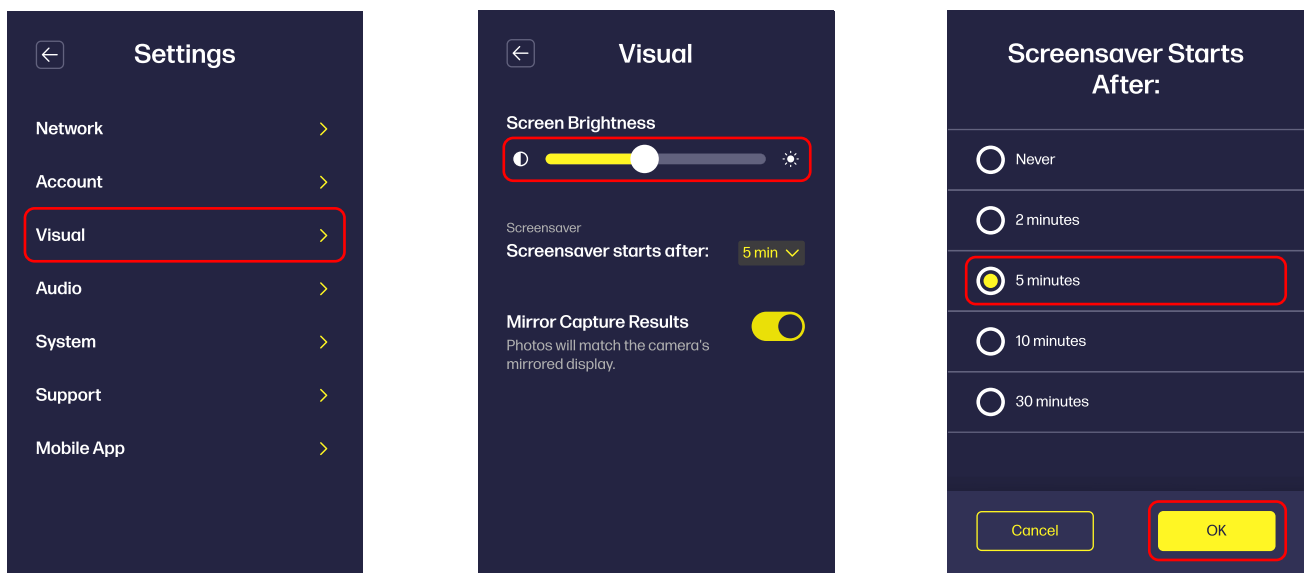 Settings
Network
Account
Visual
Audio
System
Support
Mobile App
Visual
Screen Brightness
Screensaver
Screensaver starts after: 5 min
Mirror Capture Results
Photos will match the camera's
mirrored display.
Screensaver Starts
After:
Never
2 minutes
5 minutes
10 minutes
30 minutes
Cancel OK